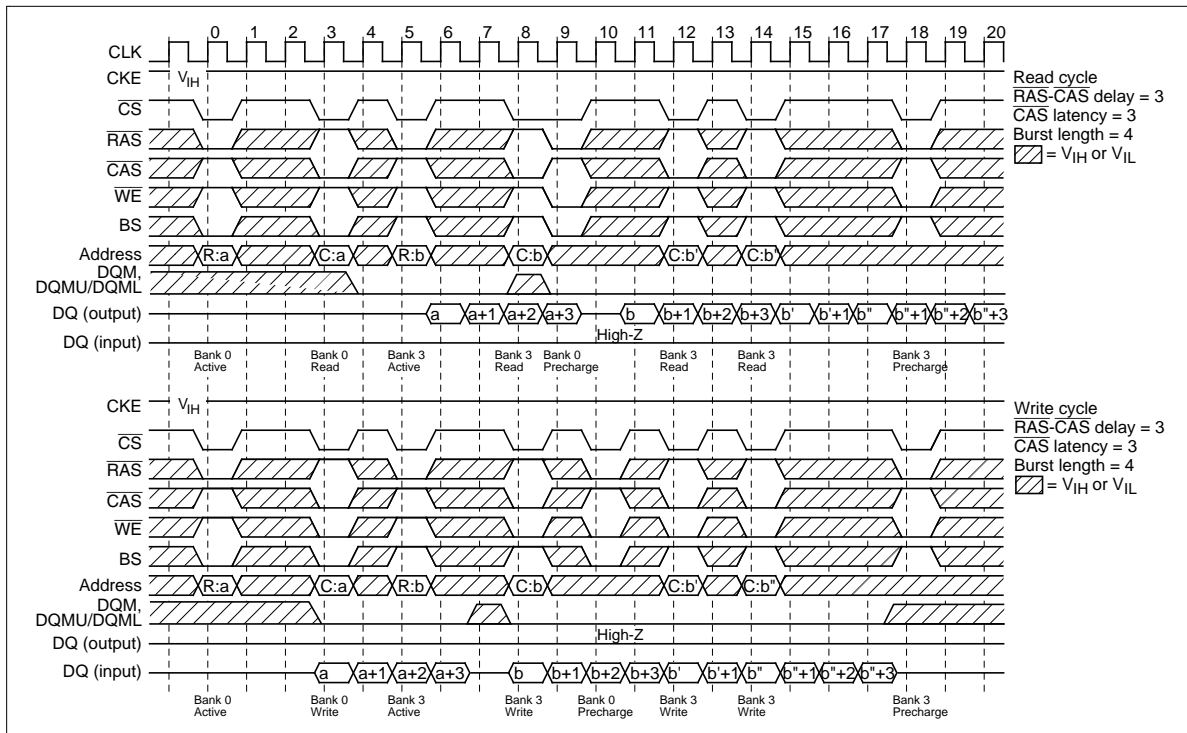 0 1 2 3 4 5 6 7 8 9 10 11 12 13 14 15 16 17 18 19 20
CLK
CKE VIH
CS
RAS
CAS
WE
BS
Address R:a C:a R:b C:b C:b' C:b"
DQM,
DQMU/DQML
DQ (output) a a+1 a+2 a+3 b b+1 b+2 b+3 b' b'+1 b" b"+1 b"+2 b"+3
High-Z
DQ (input)
Bank 0 Active
Bank 0 Read
Bank 3 Active
Bank 3 Read
Bank 0 Precharge
Bank 3 Read
Bank 3 Read
Bank 3 Precharge
Read cycle
RAS-CAS delay = 3
CAS latency = 3
Burst length = 4
= VIH or VIL
CKE VIH
CS
RAS
CAS
WE
BS
Address R:a C:a R:b C:b C:b' C:b"
DQM,
DQMU/DQML
High-Z
DQ (output)
DQ (input) a a+1 a+2 a+3 b b+1 b+2 b+3 b' b'+1 b" b"+1 b"+2 b"+3
Bank 0 Active
Bank 0 Write
Bank 3 Active
Bank 3 Write
Bank 0 Precharge
Bank 3 Write
Bank 3 Write
Bank 3 Precharge
Write cycle
RAS-CAS delay = 3
CAS latency = 3
Burst length = 4
= VIH or VIL